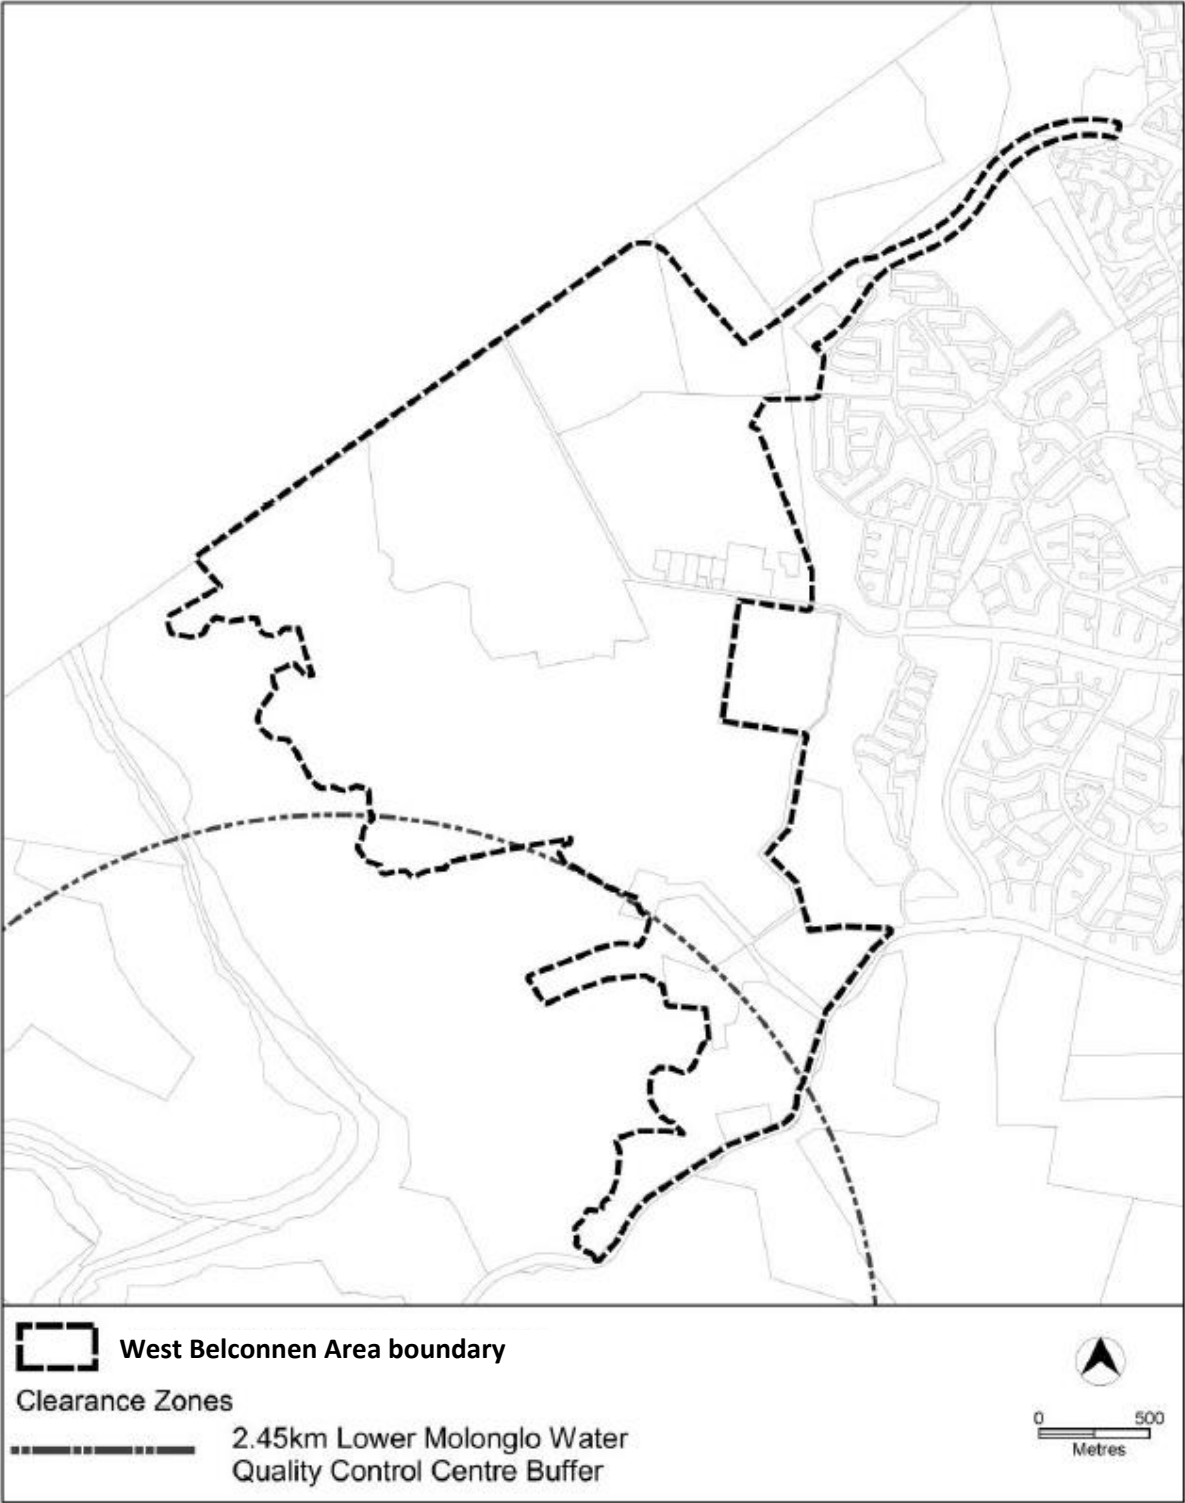 West Belconnen Area boundary
Clearance Zones
2.45km Lower Molonglo Water
Quality Control Centre Buffer
0 500
Metres